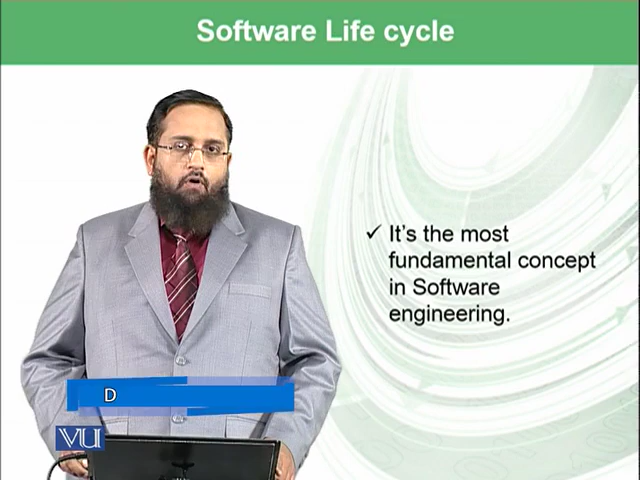 Software Life cycle
✓ It's the most
fundamental concept
in Software
engineering.
D
VU